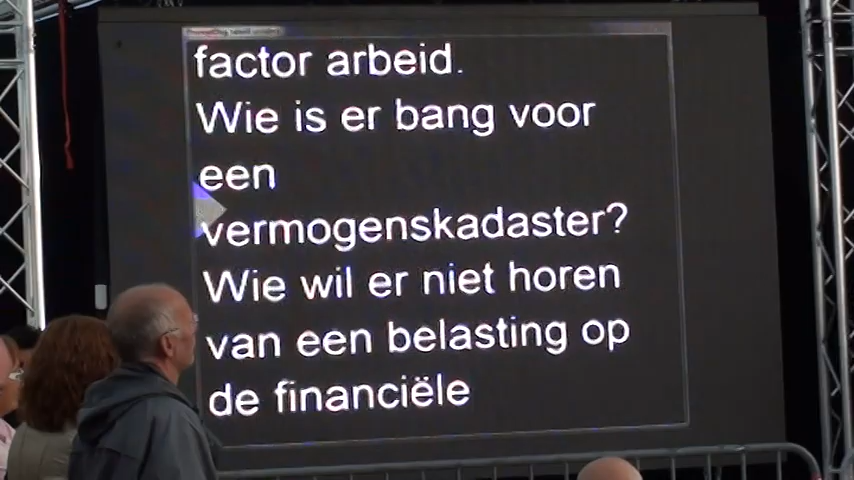 factor arbeid.
Wie is er bang voor
een
vermogenskadaster?
Wie wil er niet horen
van een belasting op
de financiële